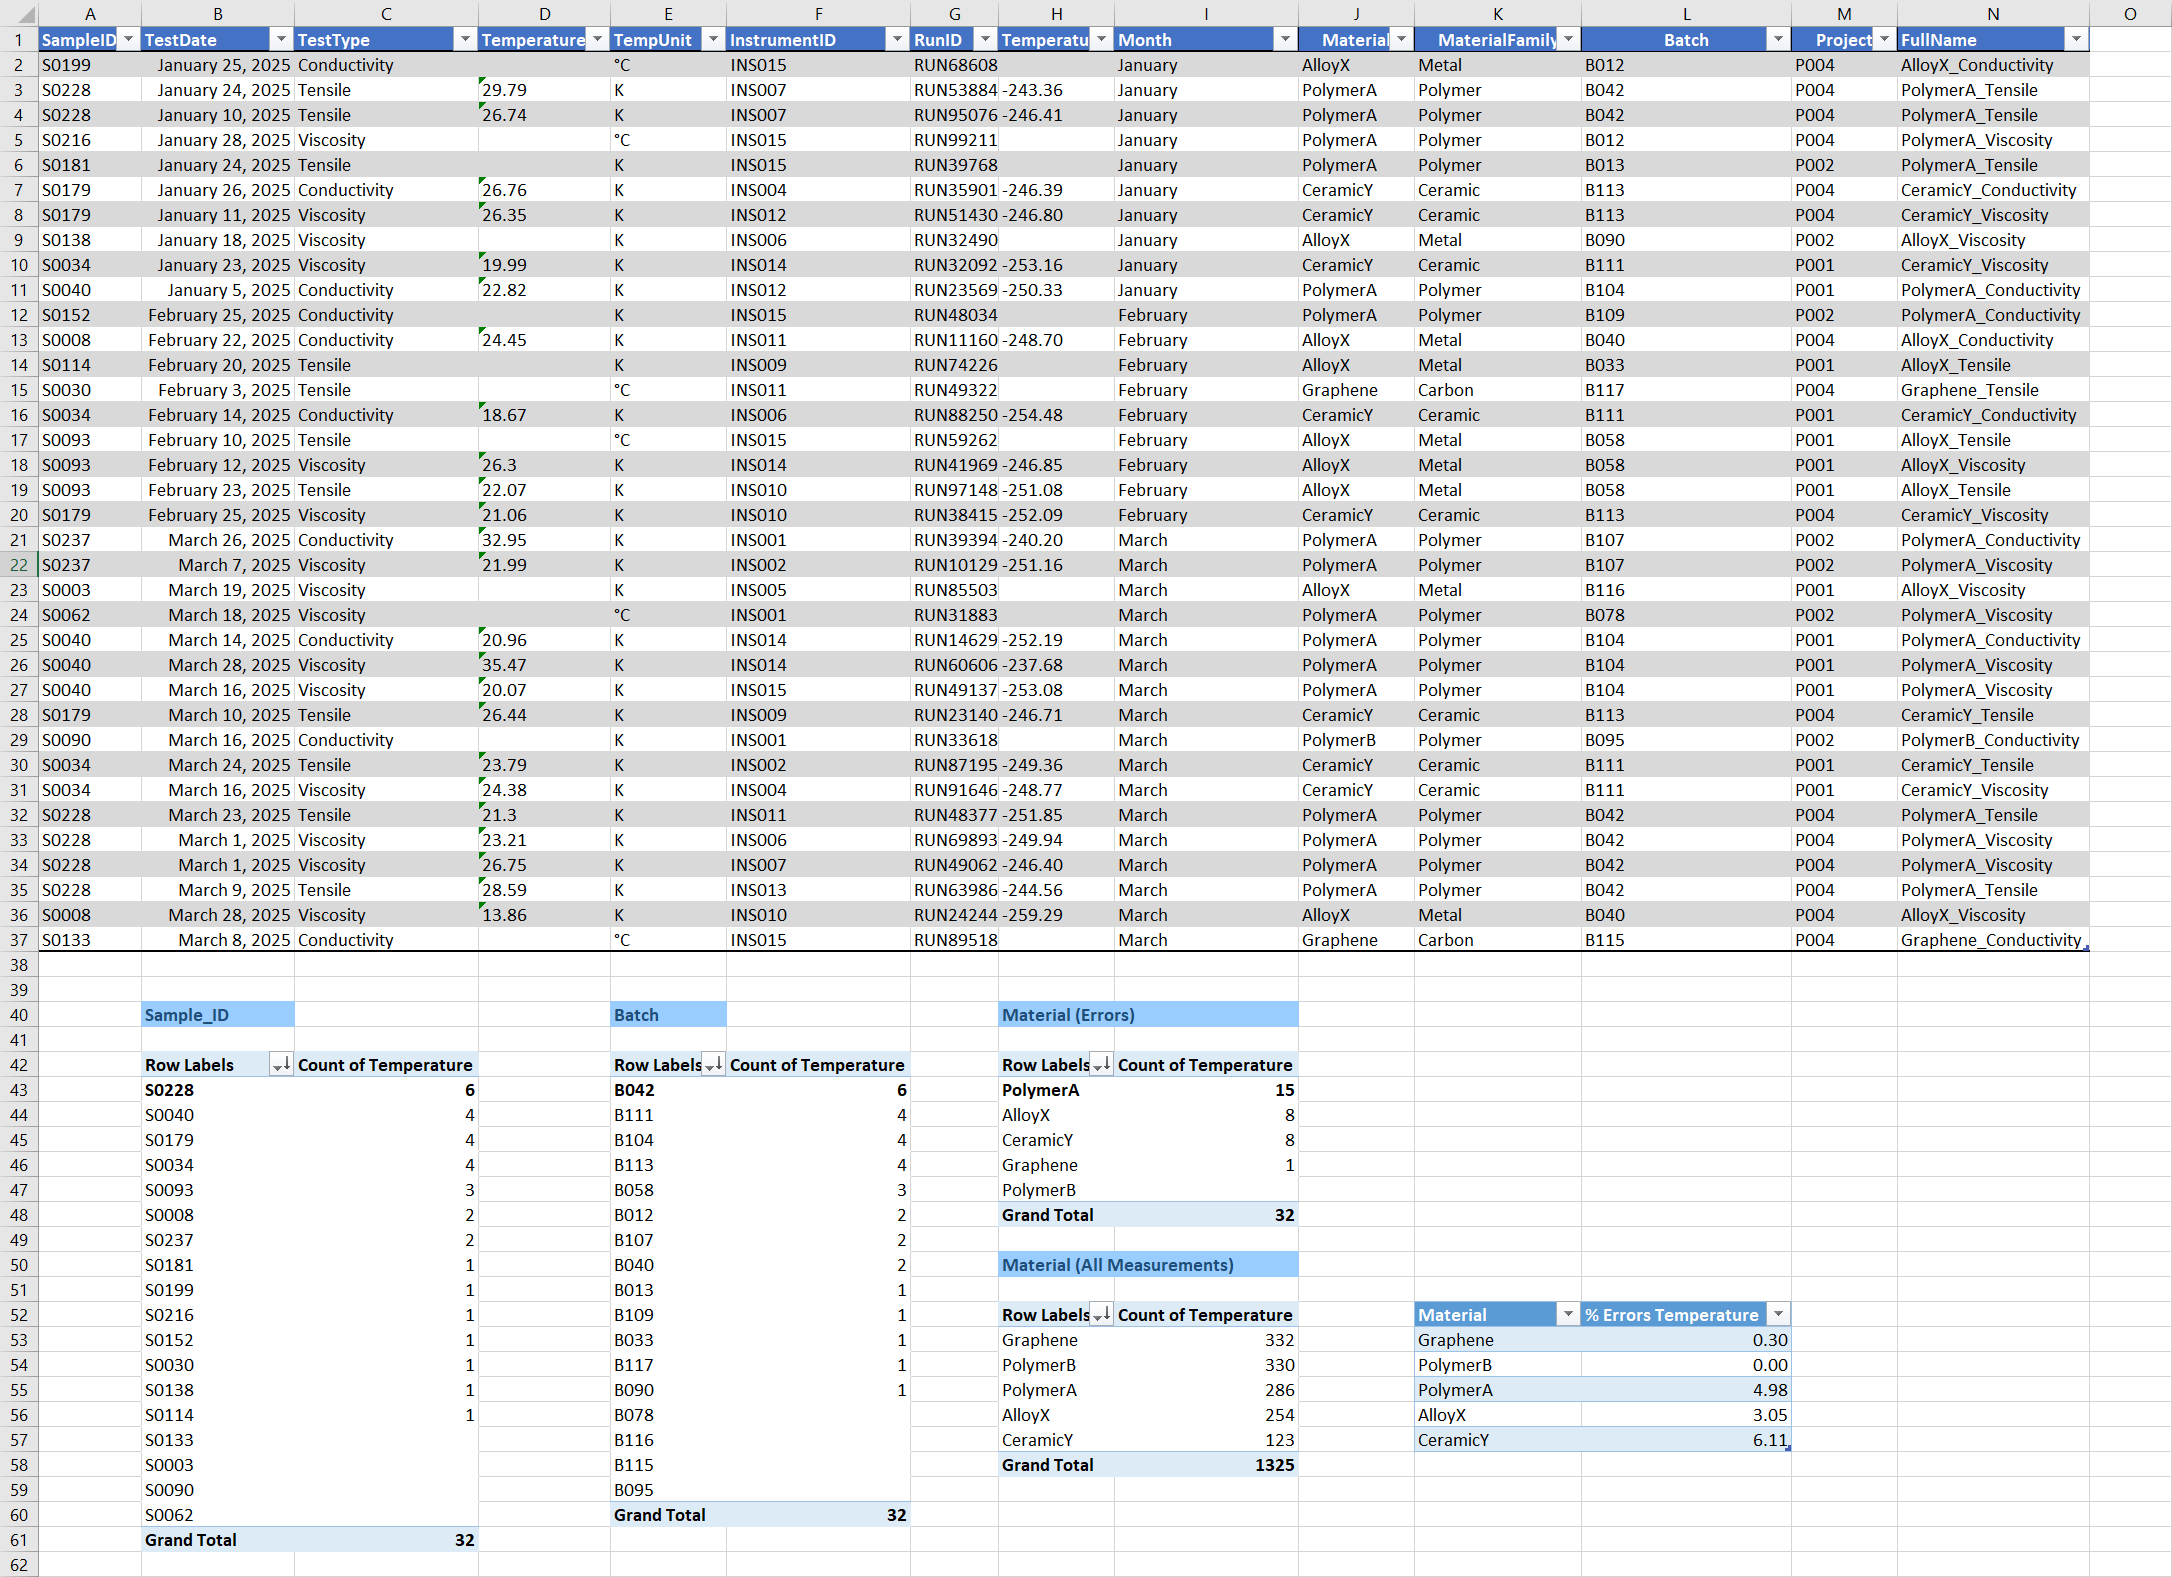 A B C D E F G H I J K L M N O
1 SampleID TestDate TestType Temperature TempUnit InstrumentID RunID Temperatu Month Material MaterialFamily Batch Project FullName
2 S0199 January 25, 2025 Conductivity °C INS015 RUN68608 January AlloyX Metal B012 P004 AlloyX_Conductivity
3 S0228 January 24, 2025 Tensile 29.79 K INS007 RUN53884 -243.36 January PolymerA Polymer B042 P004 PolymerA_Tensile
4 S0228 January 10, 2025 Tensile 26.74 K INS007 RUN95076 -246.41 January PolymerA Polymer B042 P004 PolymerA_Tensile
5 S0216 January 28, 2025 Viscosity °C INS015 RUN99211 January PolymerA Polymer B012 P004 PolymerA_Viscosity
6 S0181 January 24, 2025 Tensile K INS015 RUN39768 January PolymerA Polymer B013 P002 PolymerA_Tensile
7 S0179 January 26, 2025 Conductivity 26.76 K INS004 RUN35901 -246.39 January CeramicY Ceramic B113 P004 CeramicY_Conductivity
8 S0179 January 11, 2025 Viscosity 26.35 K INS012 RUN51430 -246.80 January CeramicY Ceramic B113 P004 CeramicY_Viscosity
9 S0138 January 18, 2025 Viscosity K INS006 RUN32490 January AlloyX Metal B090 P002 AlloyX_Viscosity
10 S0034 January 23, 2025 Viscosity 19.99 K INS014 RUN32092 -253.16 January CeramicY Ceramic B111 P001 CeramicY_Viscosity
11 S0040 January 5, 2025 Conductivity 22.82 K INS012 RUN23569 -250.33 January PolymerA Polymer B104 P001 PolymerA_Conductivity
12 S0152 February 25, 2025 Conductivity K INS015 RUN48034 February PolymerA Polymer B109 P002 PolymerA_Conductivity
13 S0008 February 22, 2025 Conductivity 24.45 K INS011 RUN11160 -248.70 February AlloyX Metal B040 P004 AlloyX_Conductivity
14 S0114 February 20, 2025 Tensile K INS009 RUN74226 February AlloyX Metal B033 P001 AlloyX_Tensile
15 S0030 February 3, 2025 Tensile °C INS011 RUN49322 February Graphene Carbon B117 P004 Graphene_Tensile
16 S0034 February 14, 2025 Conductivity 18.67 K INS006 RUN88250 -254.48 February CeramicY Ceramic B111 P001 CeramicY_Conductivity
17 S0093 February 10, 2025 Tensile °C INS015 RUN59262 February AlloyX Metal B058 P001 AlloyX_Tensile
18 S0093 February 12, 2025 Viscosity 26.3 K INS014 RUN41969 -246.85 February AlloyX Metal B058 P001 AlloyX_Viscosity
19 S0093 February 23, 2025 Tensile 22.07 K INS010 RUN97148 -251.08 February AlloyX Metal B058 P001 AlloyX_Tensile
20 S0179 February 25, 2025 Viscosity 21.06 K INS010 RUN38415 -252.09 February CeramicY Ceramic B113 P004 CeramicY_Viscosity
21 S0237 March 26, 2025 Conductivity 32.95 K INS001 RUN39394 -240.20 March PolymerA Polymer B107 P002 PolymerA_Conductivity
22 S0237 March 7, 2025 Viscosity 21.99 K INS002 RUN10129 -251.16 March PolymerA Polymer B107 P002 PolymerA_Viscosity
23 S0003 March 19, 2025 Viscosity K INS005 RUN85503 March AlloyX Metal B116 P001 AlloyX_Viscosity
24 S0062 March 18, 2025 Viscosity °C INS001 RUN31883 March PolymerA Polymer B078 P002 PolymerA_Viscosity
25 S0040 March 14, 2025 Conductivity 20.96 K INS014 RUN14629 -252.19 March PolymerA Polymer B104 P001 PolymerA_Conductivity
26 S0040 March 28, 2025 Viscosity 35.47 K INS014 RUN60606 -237.68 March PolymerA Polymer B104 P001 PolymerA_Viscosity
27 S0040 March 16, 2025 Viscosity 20.07 K INS015 RUN49137 -253.08 March PolymerA Polymer B104 P001 PolymerA_Viscosity
28 S0179 March 10, 2025 Tensile 26.44 K INS009 RUN23140 -246.71 March CeramicY Ceramic B113 P004 CeramicY_Tensile
29 S0090 March 16, 2025 Conductivity K INS001 RUN33618 March PolymerB Polymer B095 P002 PolymerB_Conductivity
30 S0034 March 24, 2025 Tensile 23.79 K INS002 RUN87195 -249.36 March CeramicY Ceramic B111 P001 CeramicY_Tensile
31 S0034 March 16, 2025 Viscosity 24.38 K INS004 RUN91646 -248.77 March CeramicY Ceramic B111 P001 CeramicY_Viscosity
32 S0228 March 23, 2025 Tensile 21.3 K INS011 RUN48377 -251.85 March PolymerA Polymer B042 P004 PolymerA_Tensile
33 S0228 March 1, 2025 Viscosity 23.21 K INS006 RUN69893 -249.94 March PolymerA Polymer B042 P004 PolymerA_Viscosity
34 S0228 March 1, 2025 Viscosity 26.75 K INS007 RUN49062 -246.40 March PolymerA Polymer B042 P004 PolymerA_Viscosity
35 S0228 March 9, 2025 Tensile 28.59 K INS013 RUN63986 -244.56 March PolymerA Polymer B042 P004 PolymerA_Tensile
36 S0008 March 28, 2025 Viscosity 13.86 K INS010 RUN24244 -259.29 March AlloyX Metal B040 P004 AlloyX_Viscosity
37 S0133 March 8, 2025 Conductivity °C INS015 RUN89518 March Graphene Carbon B115 P004 Graphene_Conductivity
38
39
40 Sample_ID Batch Material (Errors)
41
42 Row Labels Count of Temperature Row Labels Count of Temperature Row Labels Count of Temperature
43 S0228 6 B042 6 PolymerA 15
44 S0040 4 B111 4 AlloyX 8
45 S0179 4 B104 4 CeramicY 8
46 S0034 4 B113 4 Graphene 1
47 S0093 3 B058 3 PolymerB
48 S0008 2 B012 2 Grand Total 32
49 S0237 2 B107 2
50 S0181 1 B040 2 Material (All Measurements)
51 S0199 1 B013 1
52 S0216 1 B109 1 Row Labels Count of Temperature Material % Errors Temperature
53 S0152 1 B033 1 Graphene 332 Graphene 0.30
54 S0030 1 B117 1 PolymerB 330 PolymerB 0.00
55 S0138 1 B090 1 PolymerA 286 PolymerA 4.98
56 S0114 1 B078 AlloyX 254 AlloyX 3.05
57 S0133 B116 CeramicY 123 CeramicY 6.11
58 S0003 B115 Grand Total 1325
59 S0090 B095
60 S0062 Grand Total 32
61 Grand Total 32
62